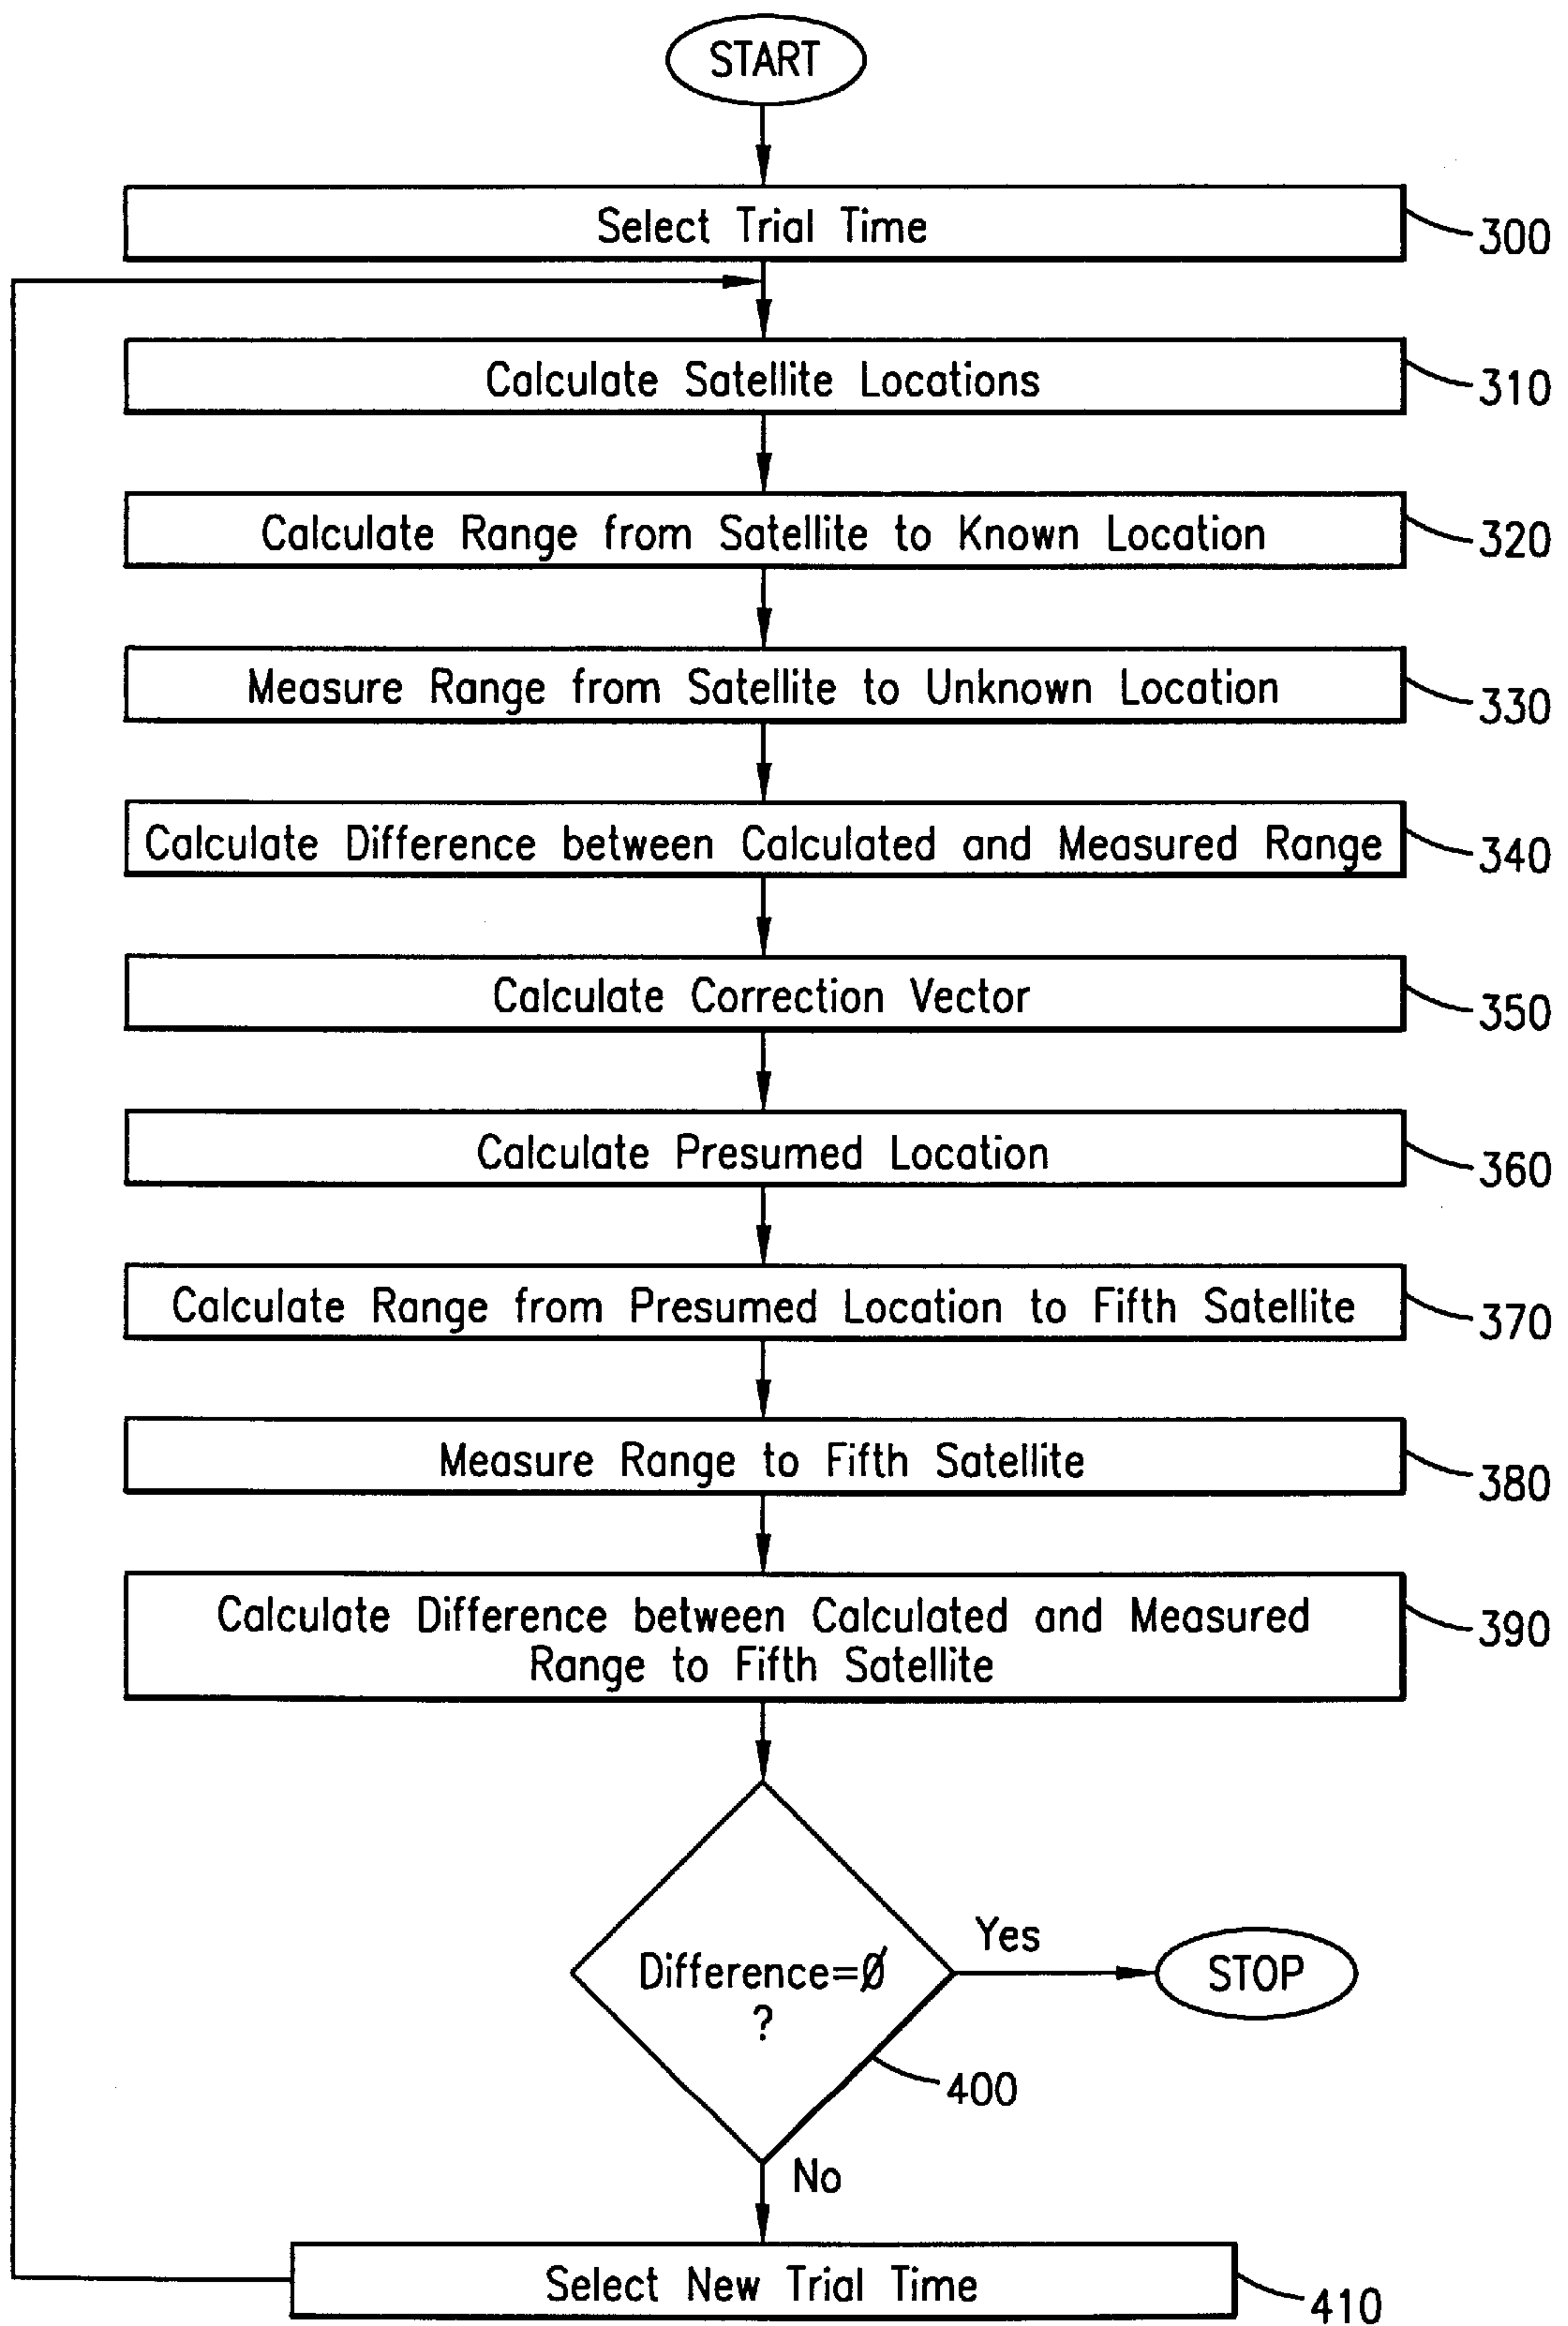 START
Select Trial Time
300
Calculate Satellite Locations
310
Calculate Range from Satellite to Known Location
320
Measure Range from Satellite to Unknown Location
330
Calculate Difference between Calculated and Measured Range
340
Calculate Correction Vector
350
Calculate Presumed Location
360
Calculate Range from Presumed Location to Fifth Satellite
370
Measure Range to Fifth Satellite
380
Calculate Difference between Calculated and Measured
Range to Fifth Satellite
390
Difference=Ø
?
Yes
STOP
400
No
Select New Trial Time
410